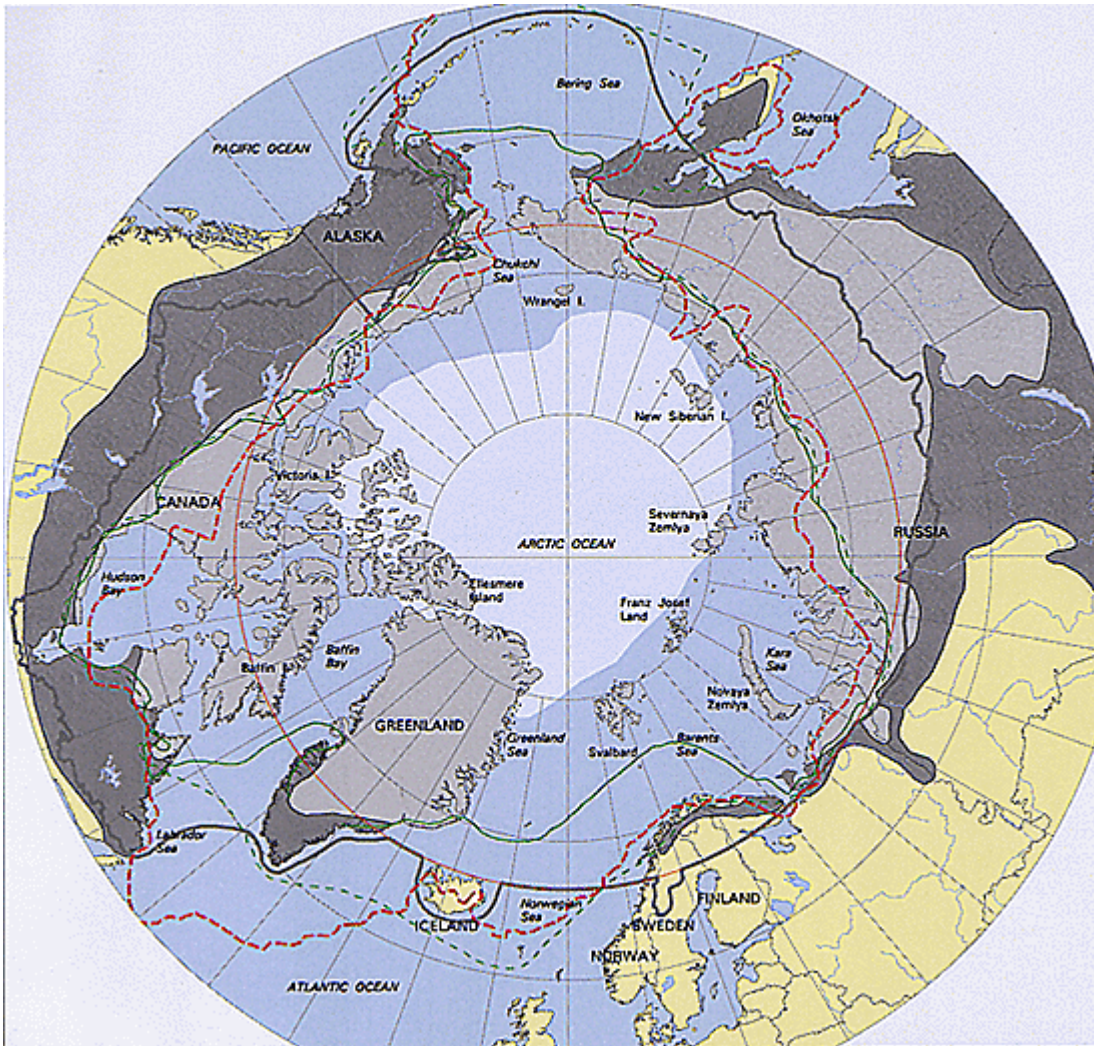 Bering Sea
Okhotsk
Sea
PACIFIC OCEAN
ALASKA
Chukchi
Sea
Wrangel I.
New Siberian I.
Victoria I.
CANADA
Severnaya
Zemlya
RUSSIA
ARCTIC OCEAN
Hudson
Bay
Ellesmere
Island
Franz Josef
Land
Baffin
Bay
Kara
Sea
Baffin I.
Novaya
Zemlya
GREENLAND
Greenland
Sea
Barents
Sea
Svalbard
Labrador
Sea
Norwegian
Sea
FINLAND
ICELAND
SWEDEN
NORWAY
ATLANTIC OCEAN